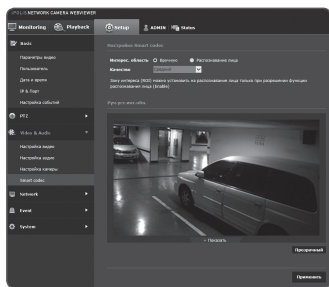 iPOLiS NETWORK CAMERA WEBVIEWER
Monitoring
Playback
Setup
ADMIN
Status
Basic
Параметры видео
Пользователь
Дата и время
IP & Порт
Настройка событий
PTZ
Video & Audio
Настройка видео
Настройка аудио
Настройка камеры
Smart codec
Network
Event
System
Настройка Smart codec
Интерес. область
Вручную
Распознавание лица
Качество
Средний
Зону интереса (ROI) можно установить на распознавание лица только при разрешении функции
распознавания лица (Enable)
Показать
Прозрачный
Применить